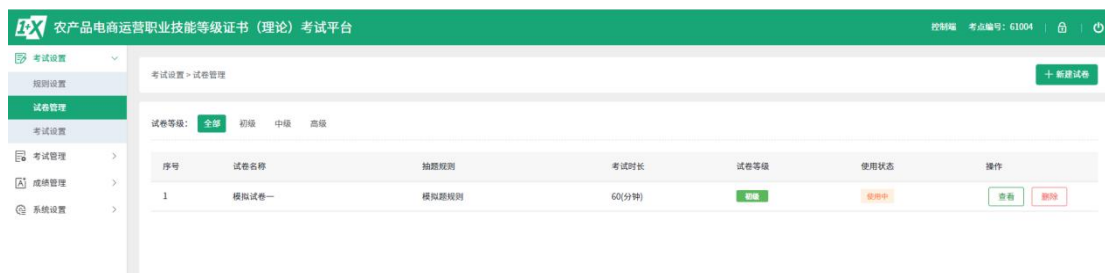 1+X 农产品电商运营职业技能等级证书（理论）考试平台 控制端 考点编号：61004
考试设置
规则设置
试卷管理
考试设置
考试管理
成绩管理
系统设置
考试设置 > 试卷管理 ＋新建试卷
试卷等级： 全部 初级 中级 高级
序号 试卷名称 抽题规则 考试时长 试卷等级 使用状态 操作
1 模拟试卷一 模拟题规则 60(分钟) 初级 使用中 查看 删除